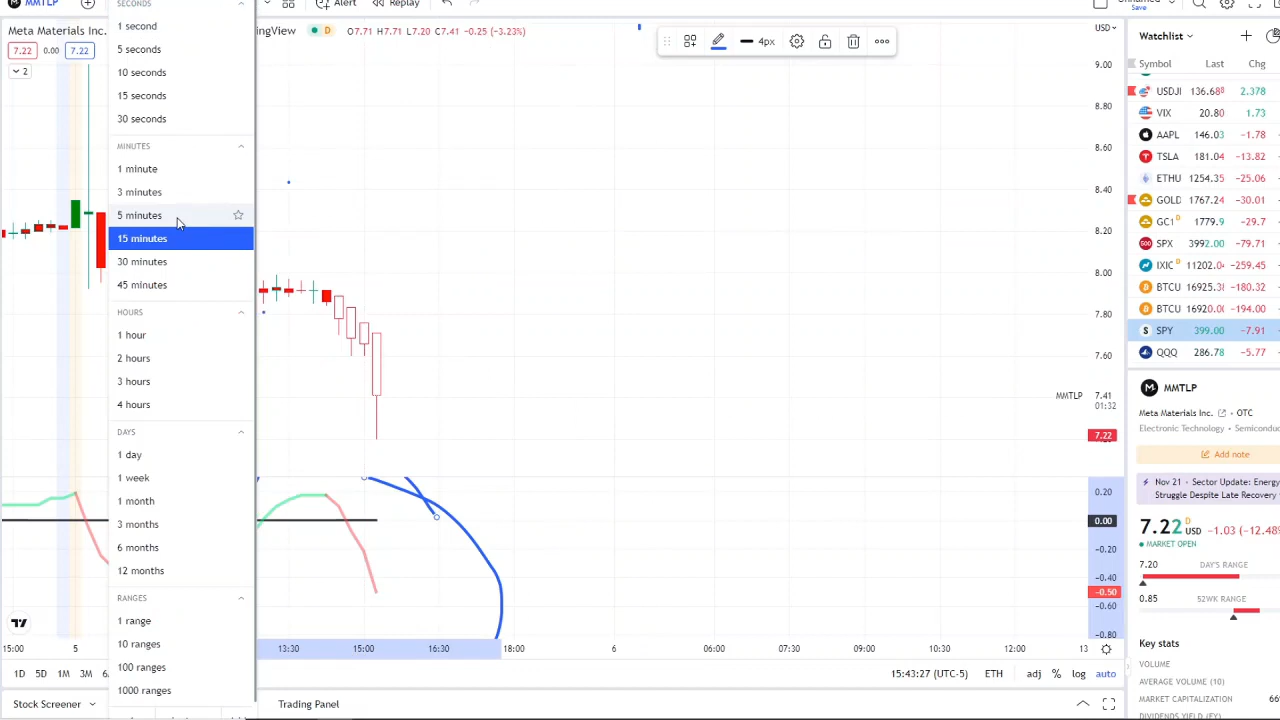 MMTLP
Alert
Replay
Unnamed
Save
SECONDS
1 second
5 seconds
10 seconds
15 seconds
30 seconds
MINUTES
1 minute
3 minutes
5 minutes
15 minutes
30 minutes
45 minutes
HOURS
1 hour
2 hours
3 hours
4 hours
DAYS
1 day
1 week
1 month
3 months
6 months
12 months
RANGES
1 range
10 ranges
100 ranges
1000 ranges
Meta Materials Inc.
ngView D O7.71 H7.71 L7.20 C7.41 -0.25 (-3.23%)
7.22 0.00 7.22
2
4px
USD
9.00
8.80
8.60
8.40
8.20
8.00
7.80
7.60
MMTLP 7.41
01:32
7.22
0.20
0.00
-0.20
-0.40
-0.50
-0.60
-0.80
15:00 5 13:30 15:00 18:00 6:30 06:00 07:30 09:00 10:30 12:00 13
1D 5D 1M 3M 15:43:27 (UTC-5) ETH adj % log auto
Stock Screener Trading Panel
Watchlist
Symbol Last Chg
USDJI 136.688 2.378
VIX 20.80 1.73
AAPL 146.03 -1.78
TSLA 181.04 -13.82
ETHU 1254.35 -25.06
GOLD 1767.24 -30.01
GC1 D 1779.9 -29.7
SPX 3992.00 -79.71
IXIC D 11202.0 -259.45
BTCU 16925.3 -180.32
BTCU 16920.0 -194.00
SPY 399.00 -7.91
QQQ 286.78 -5.77
MMTLP
Meta Materials Inc. • OTC
Electronic Technology • Semiconduc
Add note
Nov 21 • Sector Update: Energy
Struggle Despite Late Recovery
7.22 D USD -1.03 (-12.48%
MARKET OPEN
7.20 DAY'S RANGE
0.85 52WK RANGE
Key stats
VOLUME
AVERAGE VOLUME (10)
MARKET CAPITALIZATION 66
DIVIDENDS YIELD (FY)